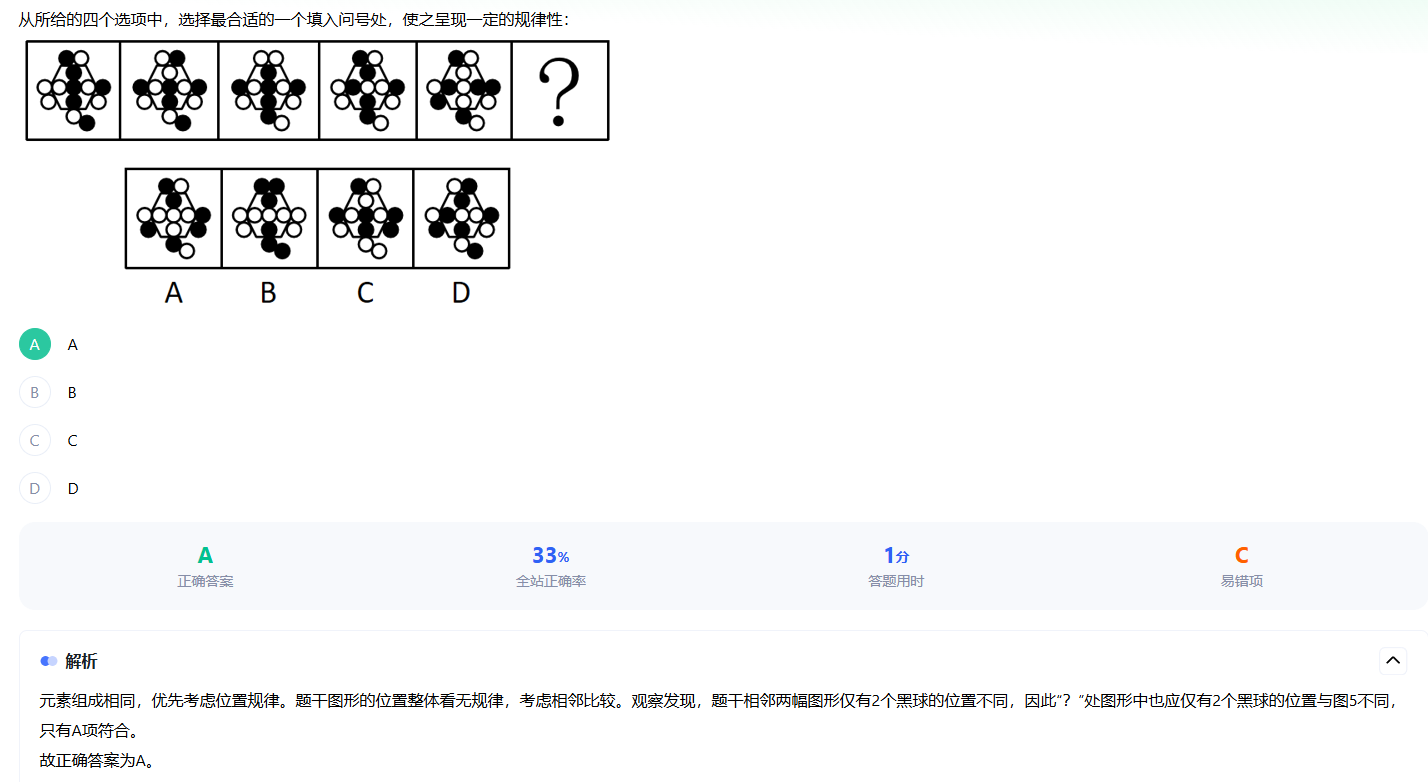 从所给的四个选项中，选择最合适的一个填入问号处，使之呈现一定的规律性：
?
A B C D
A A
B B
C C
D D
A 33% 1分 C
正确答案 全站正确率 答题用时 易错项
解析
元素组成相同，优先考虑位置规律。题干图形的位置整体看无规律，考虑相邻比较。观察发现，题干相邻两幅图形仅有2个黑球的位置不同，因此“？”处图形中也应仅有2个黑球的位置与图5不同，
只有A项符合。
故正确答案为A。